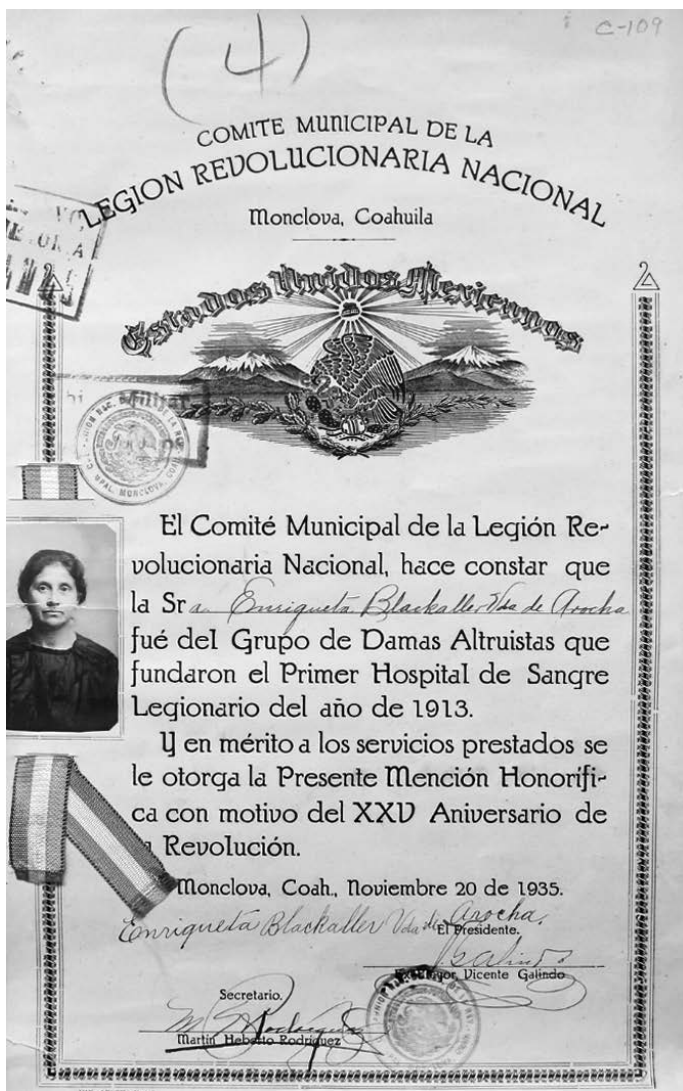 C-109
(4)
COMITE MUNICIPAL DE LA
LEGION REVOLUCIONARIA NACIONAL
Monclova, Coahuila
Estados Unidos Mexicanos
El Comité Municipal de la Legión Re-
volucionaria Nacional, hace constar que
la Sra Enriqueta Blackaller Vda de Arocha
fué del Grupo de Damas Altruistas que
fundaron el Primer Hospital de Sangre
Legionario del año de 1913.
Y en mérito a los servicios prestados se
le otorga la Presente Mención Honorífi-
ca con motivo del XXV Aniversario de
Revolución.
Monclova, Coah., Noviembre 20 de 1935.
Enriqueta Blackaller Vda de Arocha.
El Presidente.
Vicente Galindo
Secretario.
Martín Heberto Rodríguez